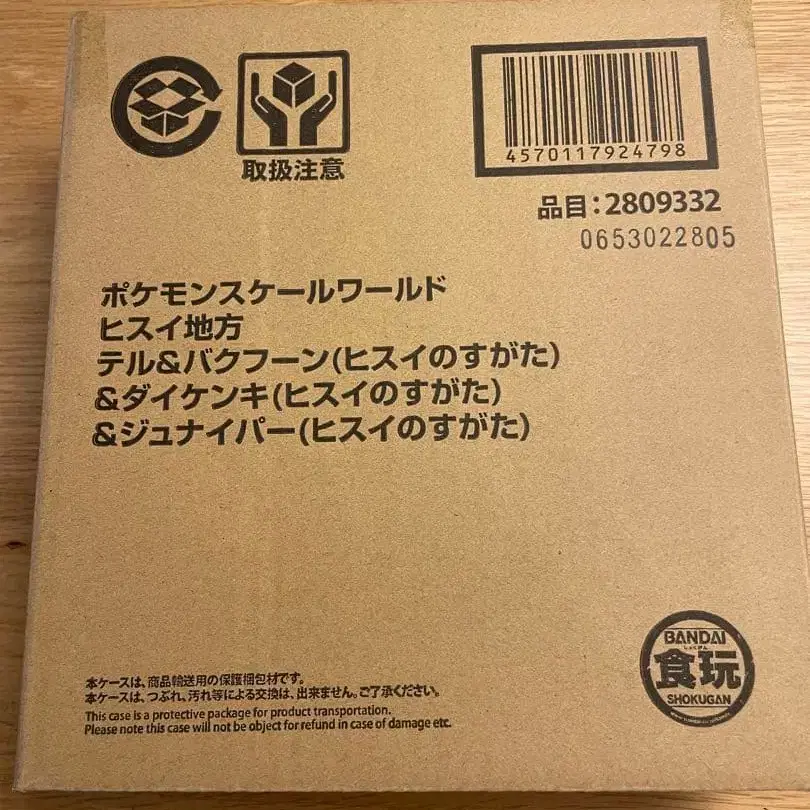 取扱注意
4570117924798
品目：2809332
0653022805
ポケモンスケールワールド
ヒスイ地方
テル&バクフーン(ヒスイのすがた)
&ダイケンキ(ヒスイのすがた)
&ジュナイパー(ヒスイのすがた)
本ケースは、商品輸送用の保護梱包材です。
本ケースは、つぶれ、汚れ等による交換は、出来ません。ご了承ください。
This case is a protective package for product transportation.
Please note this case will not be object for refund in case of damage etc.
BANDAI
しょくがん
食玩
SHOKUGAN